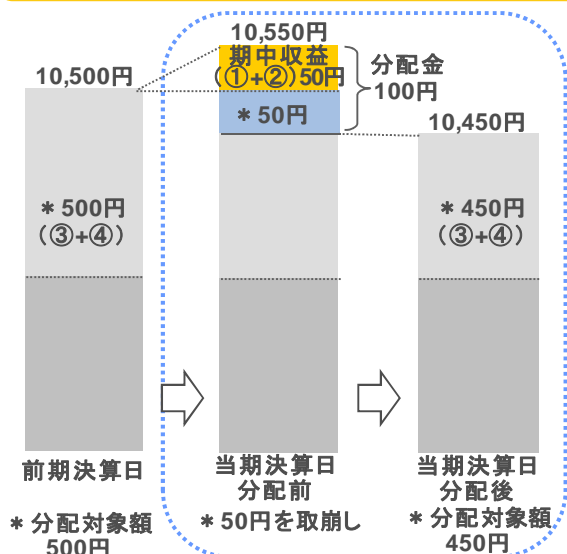 10,550円
期中収益
(①+②)50円
分配金
100円
10,500円
＊50円
10,450円
＊500円
(③+④)
＊450円
(③+④)
前期決算日
当期決算日
分配前
当期決算日
分配後
＊分配対象額
500円
＊50円を取崩し
＊分配対象額
450円